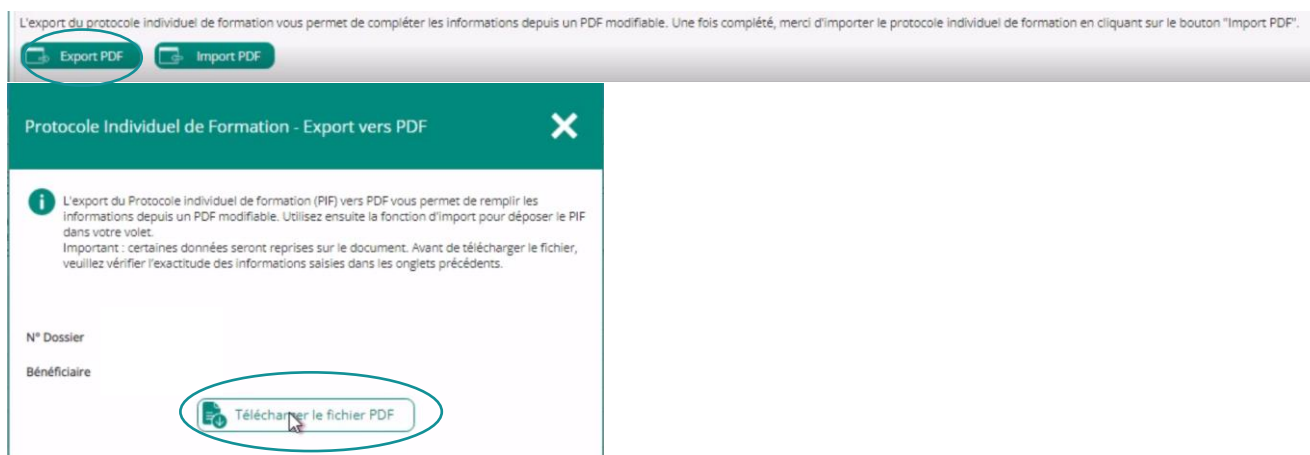 L'export du protocole individuel de formation vous permet de compléter les informations depuis un PDF modifiable. Une fois complété, merci d'importer le protocole individuel de formation en cliquant sur le bouton "Import PDF".
Export PDF Import PDF
Protocole Individuel de Formation - Export vers PDF
L'export du Protocole individuel de formation (PIF) vers PDF vous permet de remplir les
informations depuis un PDF modifiable. Utilisez ensuite la fonction d'import pour déposer le PIF
dans votre volet.
Important : certaines données seront reprises sur le document. Avant de télécharger le fichier,
veuillez vérifier l'exactitude des informations saisies dans les onglets précédents.
N° Dossier
Bénéficiaire
Télécharger le fichier PDF